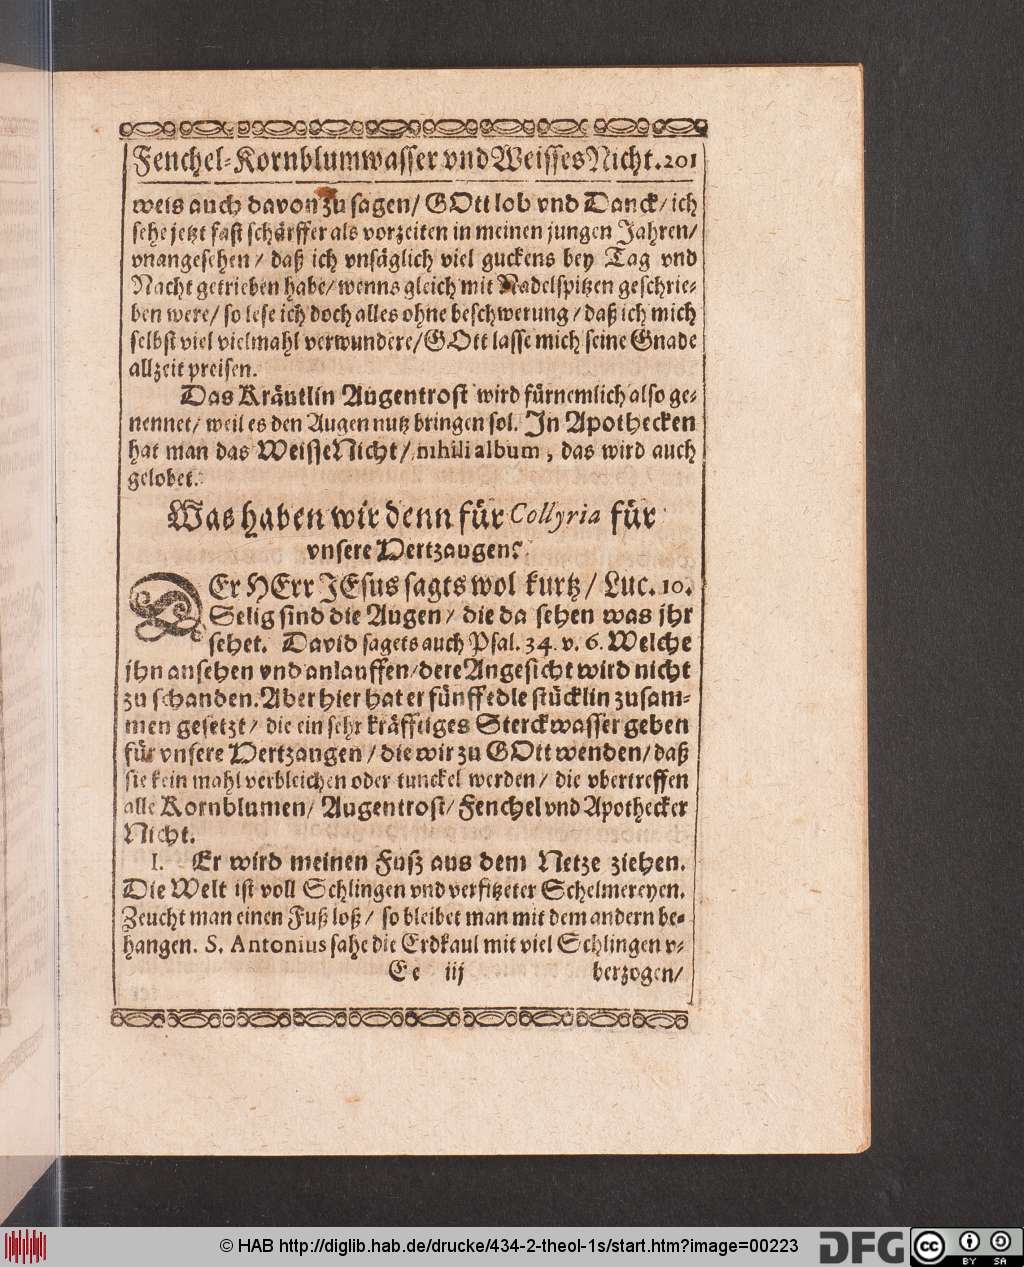 Fenchel-Kornblumwasser vnd Weisses Nicht. 201
weis auch davon zu sagen/ GOtt lob vnd Danck/ ich
sehe jetzt fast schärffer als vorzeiten in meinen jungen Jahren/
vnangesehen/ daß ich vnsäglich viel guckens bey Tag vnd
Nacht getrieben habe/ wenns gleich mit Nadelspitzen geschrie-
ben were/ so lese ich doch alles ohne beschwerung/ daß ich mich
selbst viel vielmahl verwundere/ GOtt lasse mich seine Gnade
allzeit preisen.
Das Kräutlin Augentrost wird fürnemlich also ge-
nennet/ weil es den Augen nutz bringen sol. In Apothecken
hat man das Weisse Nicht/ nihili album, das wird auch
gelobet.
Was haben wir denn für Collyria für
vnsere Hertzaugen?
DEr HErr JEsus sagts wol kurtz/ Luc. 10.
Selig sind die Augen/ die da sehen was jhr
sehet. David sagets auch Psal. 34. v. 6. Welche
jhn ansehen vnd anlauffen/ dere Angesicht wird nicht
zu schanden. Aber hier hat er fünff edle stücklin zusam-
men gesetzt/ die ein sehr kräfftiges Sterckwasser geben
für vnsere Hertzaugen/ die wir zu GOtt wenden/ daß
sie kein mahl verbleichen oder tunckel werden/ die vbertreffen
alle Kornblumen/ Augentrost/ Fenchel vnd Apothecker
Nicht.
I. Er wird meinen Fuß aus dem Netze ziehen.
Die Welt ist voll Schlingen vnd verfitzeter Schelmereyen.
Zeucht man einen Fuß loß/ so bleibet man mit dem andern be-
hangen. S. Antonius sahe die Erdkaul mit viel Schlingen v-
Ee iij berzogen/
© HAB http://diglib.hab.de/drucke/434-2-theol-1s/start.htm?image=00223 DFG cc BY SA